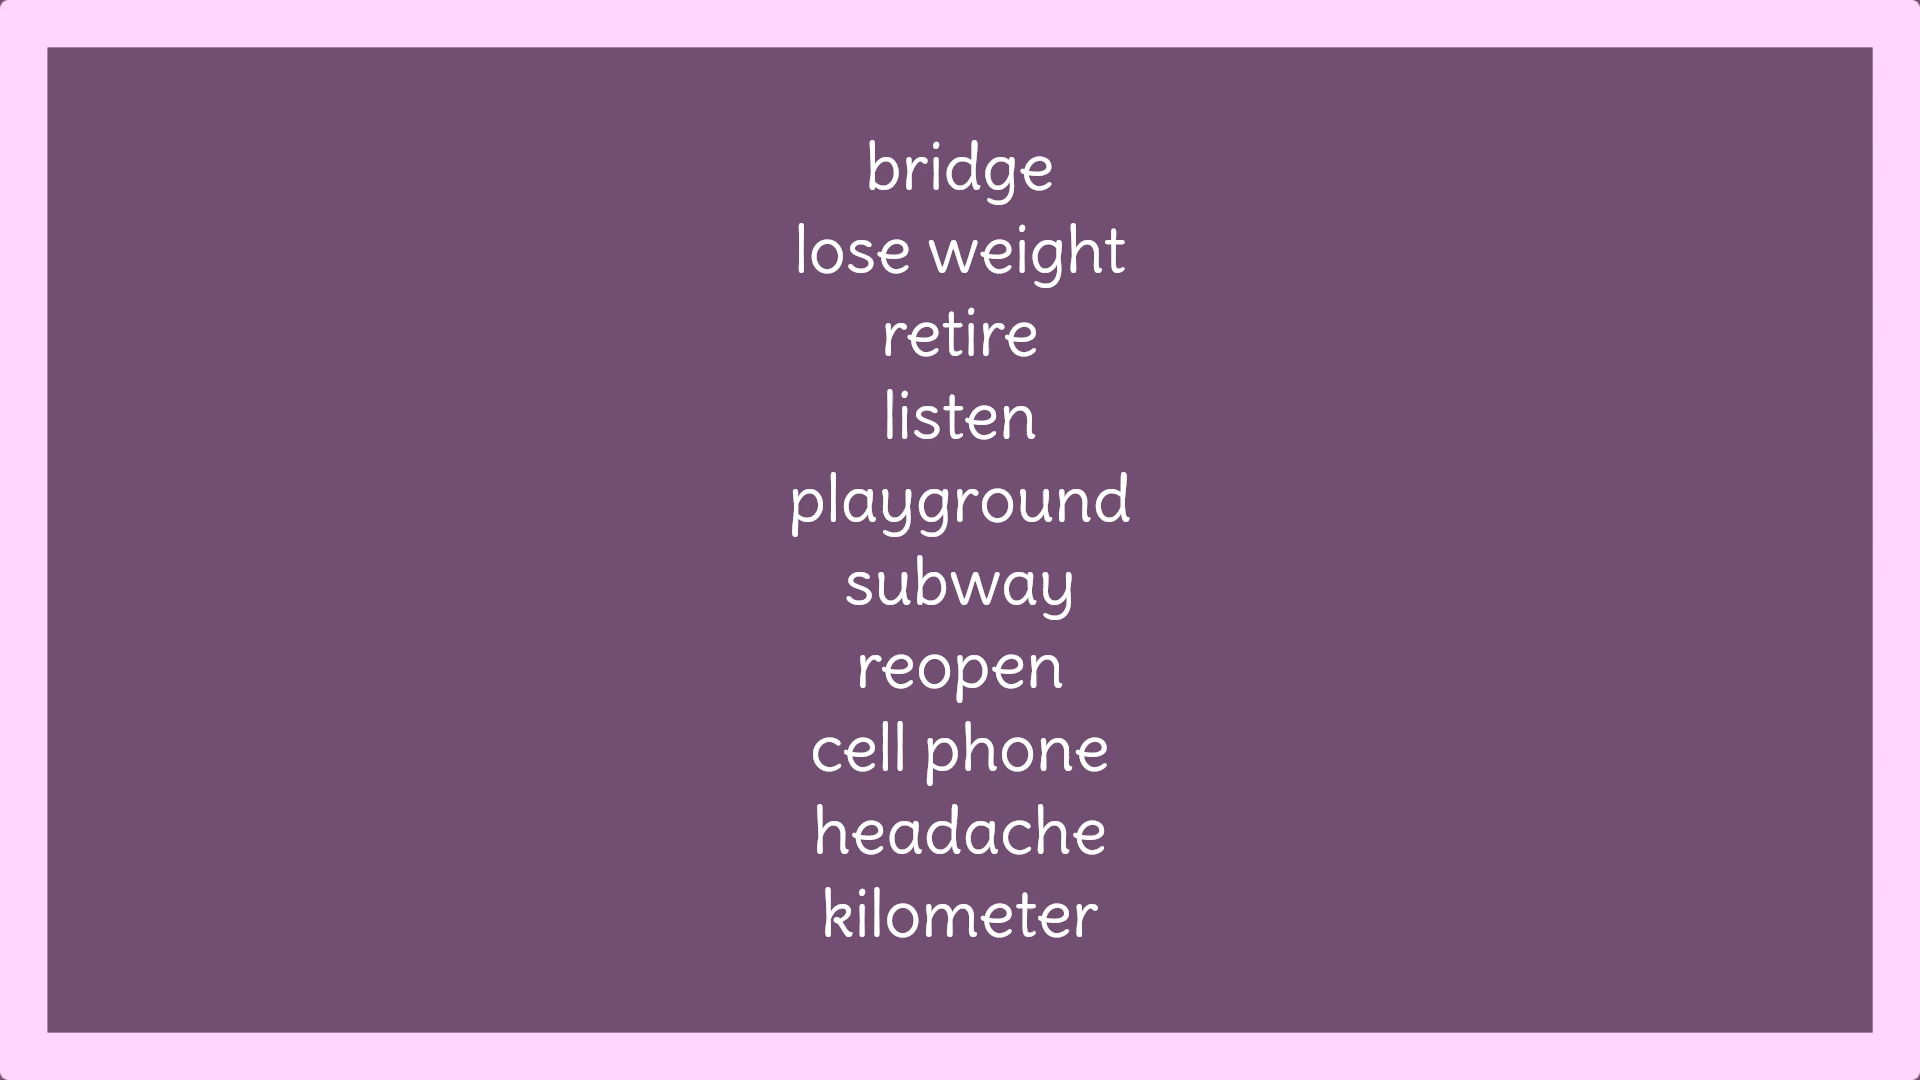 bridge
lose weight
retire
listen
playground
subway
reopen
cell phone
headache
kilometer